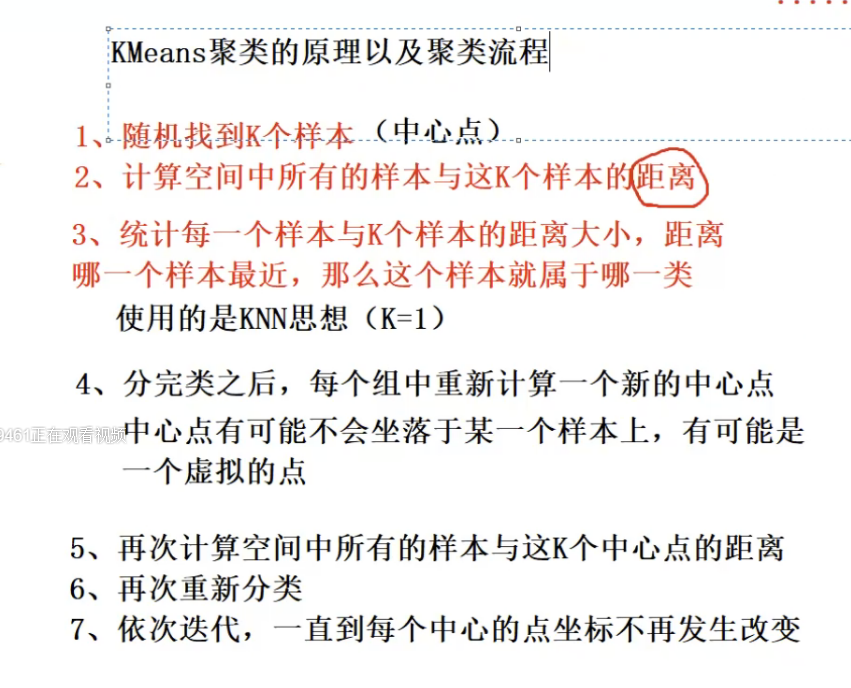 KMeans聚类的原理以及聚类流程
1、随机找到K个样本（中心点）
2、计算空间中所有的样本与这K个样本的距离
3、统计每一个样本与K个样本的距离大小，距离
哪一个样本最近，那么这个样本就属于哪一类
使用的是KNN思想（K=1）
4、分完类之后，每个组中重新计算一个新的中心点
9461正在观看视频
中心点有可能不会坐落于某一个样本上，有可能是
一个虚拟的点
5、再次计算空间中所有的样本与这K个中心点的距离
6、再次重新分类
7、依次迭代，一直到每个中心的点坐标不再发生改变